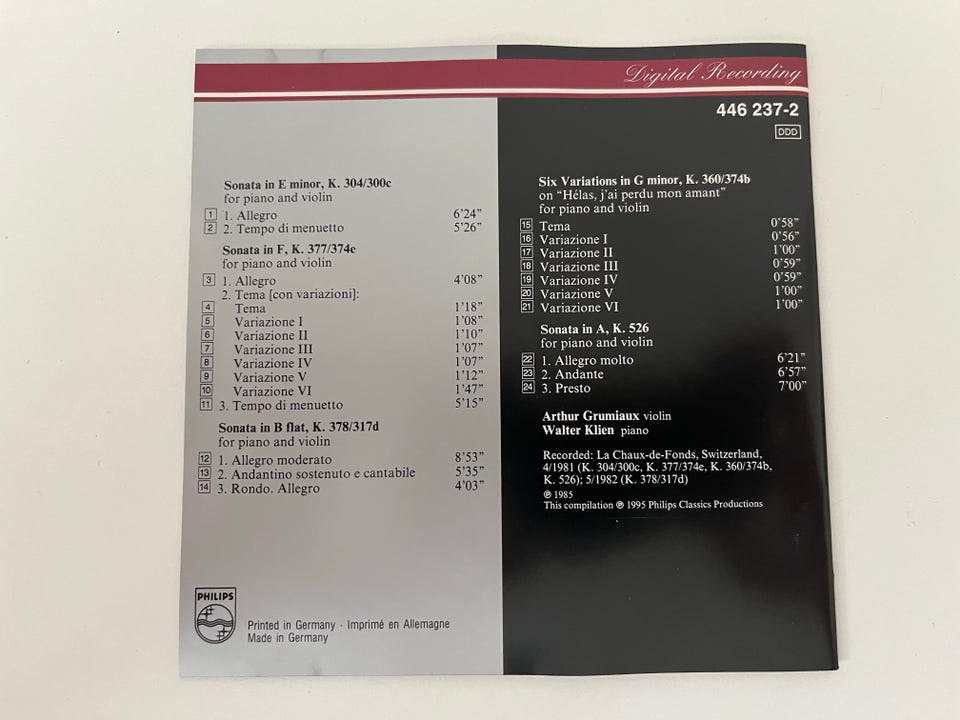 Digital Recording
446 237-2
DDD
Sonata in E minor, K. 304/300c
for piano and violin
1 1. Allegro 6'24"
2 2. Tempo di menuetto 5'26"
Sonata in F, K. 377/374e
for piano and violin
3 1. Allegro 4'08"
2. Tema [con variazioni]:
4 Tema 1'18"
5 Variazione I 1'08"
6 Variazione II 1'10"
7 Variazione III 1'07"
8 Variazione IV 1'07"
9 Variazione V 1'12"
10 Variazione VI 1'47"
11 3. Tempo di menuetto 5'15"
Sonata in B flat, K. 378/317d
for piano and violin
12 1. Allegro moderato 8'53"
13 2. Andantino sostenuto e cantabile 5'35"
14 3. Rondo. Allegro 4'03"
PHILIPS
Printed in Germany · Imprimé en Allemagne
Made in Germany
Six Variations in G minor, K. 360/374b
on "Hélas, j'ai perdu mon amant"
for piano and violin
15 Tema 0'58"
16 Variazione I 0'56"
17 Variazione II 1'00"
18 Variazione III 0'59"
19 Variazione IV 0'59"
20 Variazione V 1'00"
21 Variazione VI 1'00"
Sonata in A, K. 526
for piano and violin
22 1. Allegro molto 6'21"
23 2. Andante 6'57"
24 3. Presto 7'00"
Arthur Grumiaux violin
Walter Klien piano
Recorded: La Chaux-de-Fonds, Switzerland,
4/1981 (K. 304/300c, K. 377/374e, K. 360/374b,
K. 526); 5/1982 (K. 378/317d)
℗ 1985
This compilation ℗ 1995 Philips Classics Productions